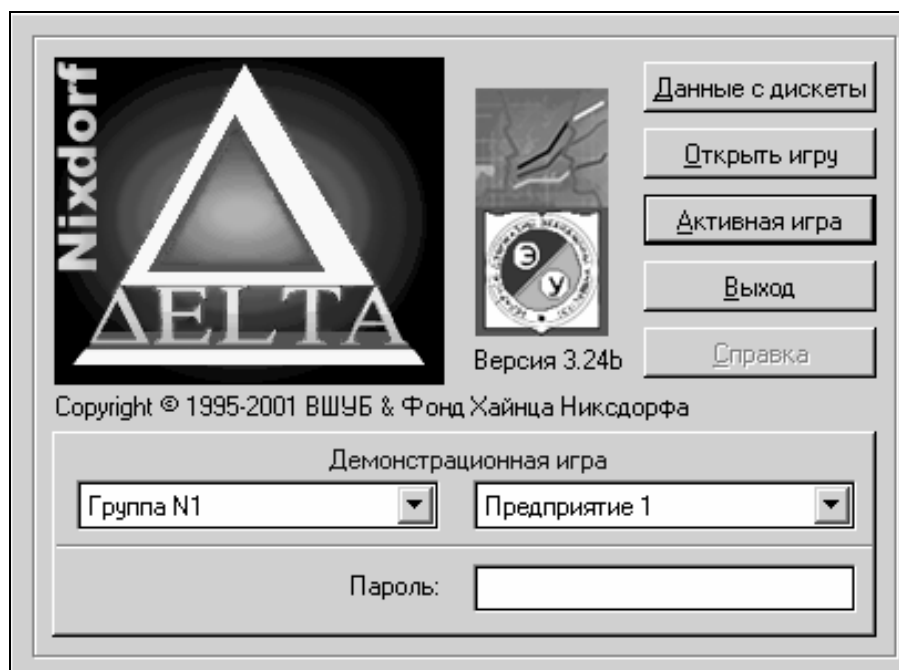 Nixdorf
ΔELTA
Э
У
Версия 3.24b
Данные с дискеты
Открыть игру
Активная игра
Выход
Справка
Copyright © 1995-2001 ВШУБ & Фонд Хайнца Никсдорфа
Демонстрационная игра
Группа N1
Предприятие 1
Пароль: